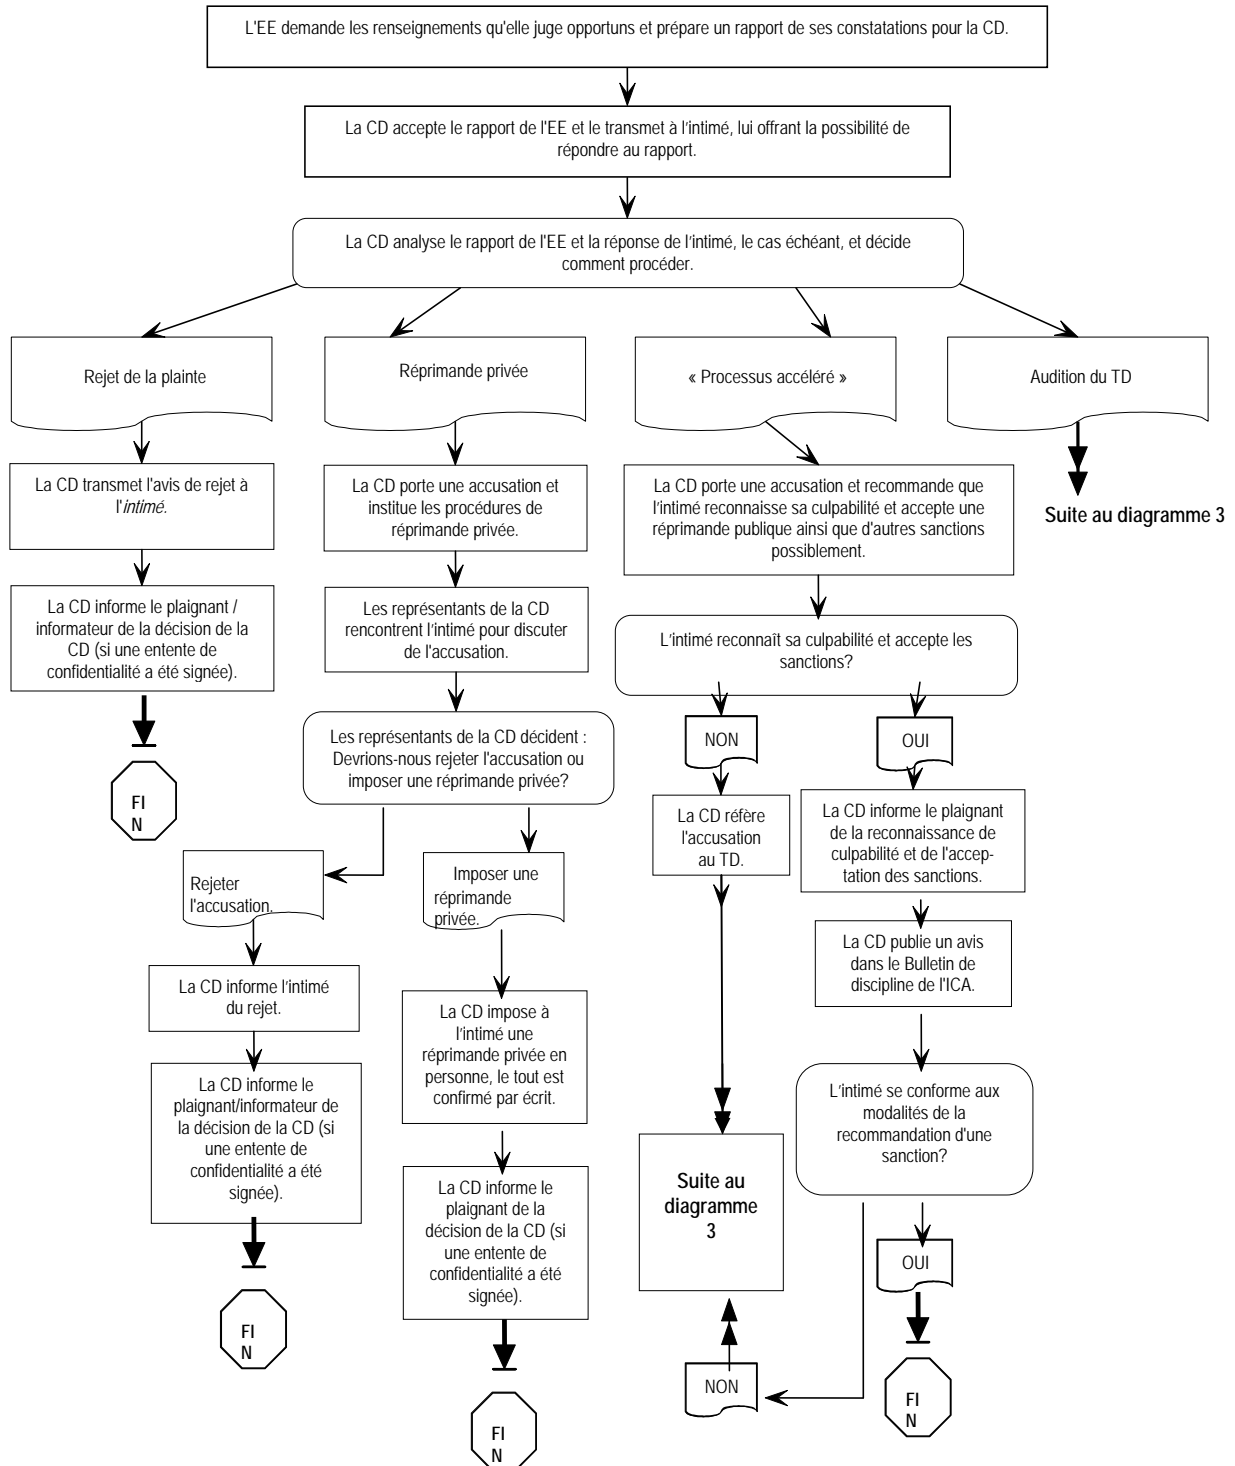 L'EE demande les renseignements qu'elle juge opportuns et prépare un rapport de ses constatations pour la CD.
La CD accepte le rapport de l'EE et le transmet à l'intimé, lui offrant la possibilité de
répondre au rapport.
La CD analyse le rapport de l'EE et la réponse de l'intimé, le cas échéant, et décide
comment procéder.
Rejet de la plainte
Réprimande privée
« Processus accéléré »
Audition du TD
La CD transmet l'avis de rejet à
l'intimé.
La CD porte une accusation et
institue les procédures de
réprimande privée.
La CD porte une accusation et recommande que
l'intimé reconnaisse sa culpabilité et accepte une
réprimande publique ainsi que d'autres sanctions
possiblement.
Suite au diagramme 3
La CD informe le plaignant /
informateur de la décision de la
CD (si une entente de
confidentialité a été signée).
Les représentants de la CD
rencontrent l'intimé pour discuter
de l'accusation.
L'intimé reconnaît sa culpabilité et accepte les
sanctions?
FI
N
Les représentants de la CD décident :
Devrions-nous rejeter l'accusation ou
imposer une réprimande privée?
NON
OUI
La CD réfère
l'accusation
au TD.
La CD informe le plaignant
de la reconnaissance de
culpabilité et de l'accep-
tation des sanctions.
Rejeter
l'accusation.
Imposer une
réprimande
privée.
La CD publie un avis
dans le Bulletin de
discipline de l'ICA.
La CD informe l'intimé
du rejet.
La CD impose à
l'intimé une
réprimande privée en
personne, le tout est
confirmé par écrit.
La CD informe le
plaignant/informateur de
la décision de la CD (si
une entente de
confidentialité a été
signée).
L'intimé se conforme aux
modalités de la
recommandation d'une
sanction?
Suite au
diagramme
3
La CD informe le
plaignant de la
décision de la CD (si
une entente de
confidentialité a été
signée).
OUI
FI
N
NON
FI
N
FI
N